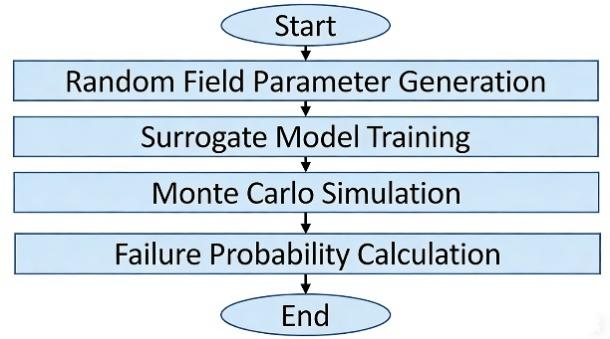 Start
Random Field Parameter Generation
Surrogate Model Training
Monte Carlo Simulation
Failure Probability Calculation
End